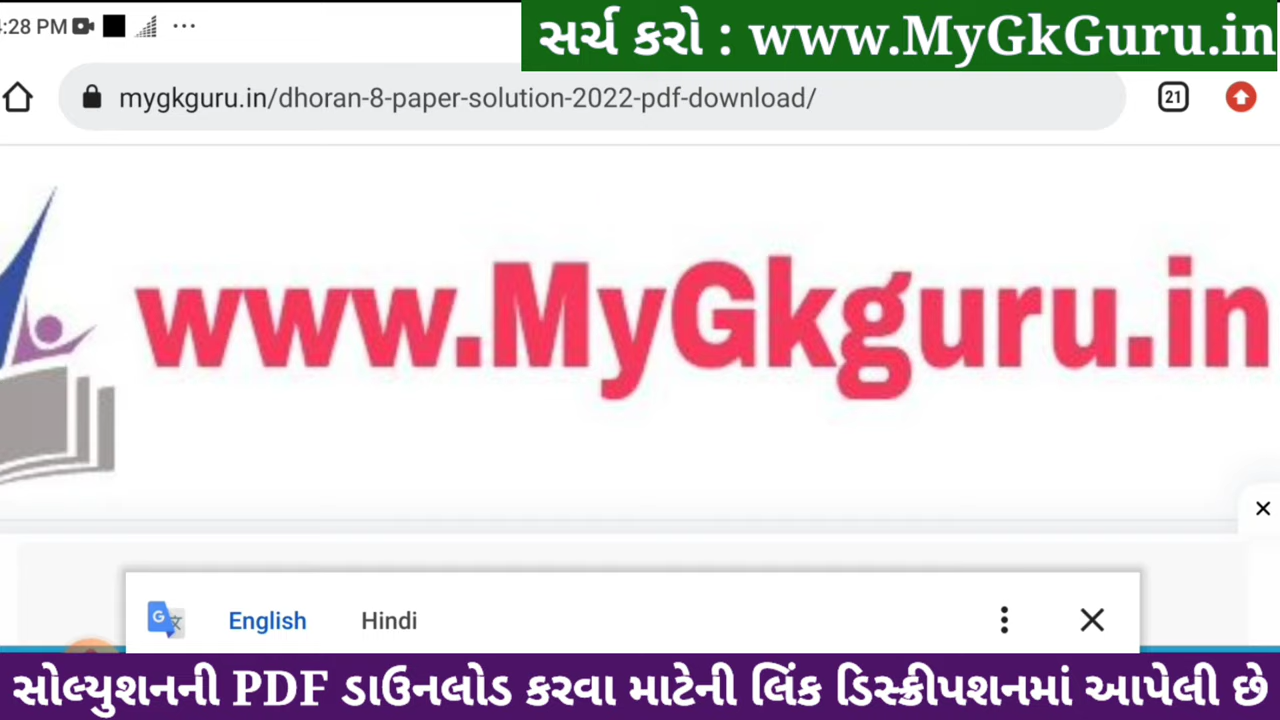 :28 PM
સર્ચ કરો : www.MyGkGuru.in
mygkguru.in/dhoran-8-paper-solution-2022-pdf-download/
21
www.MyGkguru.in
English Hindi
સોલ્યુશનની PDF ડાઉનલોડ કરવા માટેની લિંક ડિસ્ક્રીપશનમાં આપેલી છે